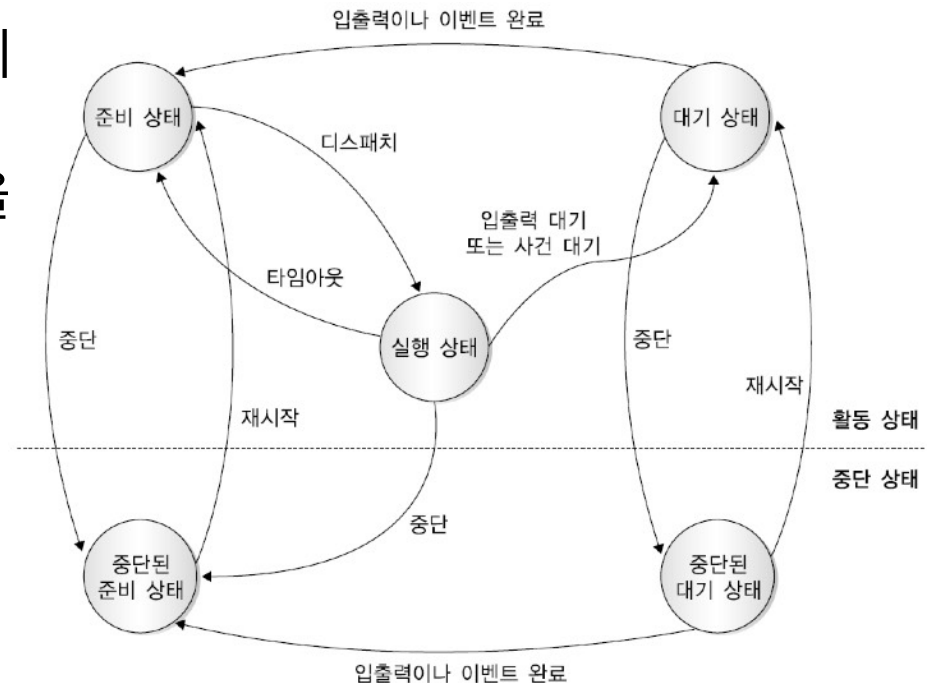 입출력이나 이벤트 완료
준비 상태
대기 상태
디스패치
입출력 대기
또는 사건 대기
타임아웃
실행 상태
중단
중단
재시작
재시작
활동 상태
중단 상태
중단
중단된
준비 상태
중단된
대기 상태
입출력이나 이벤트 완료